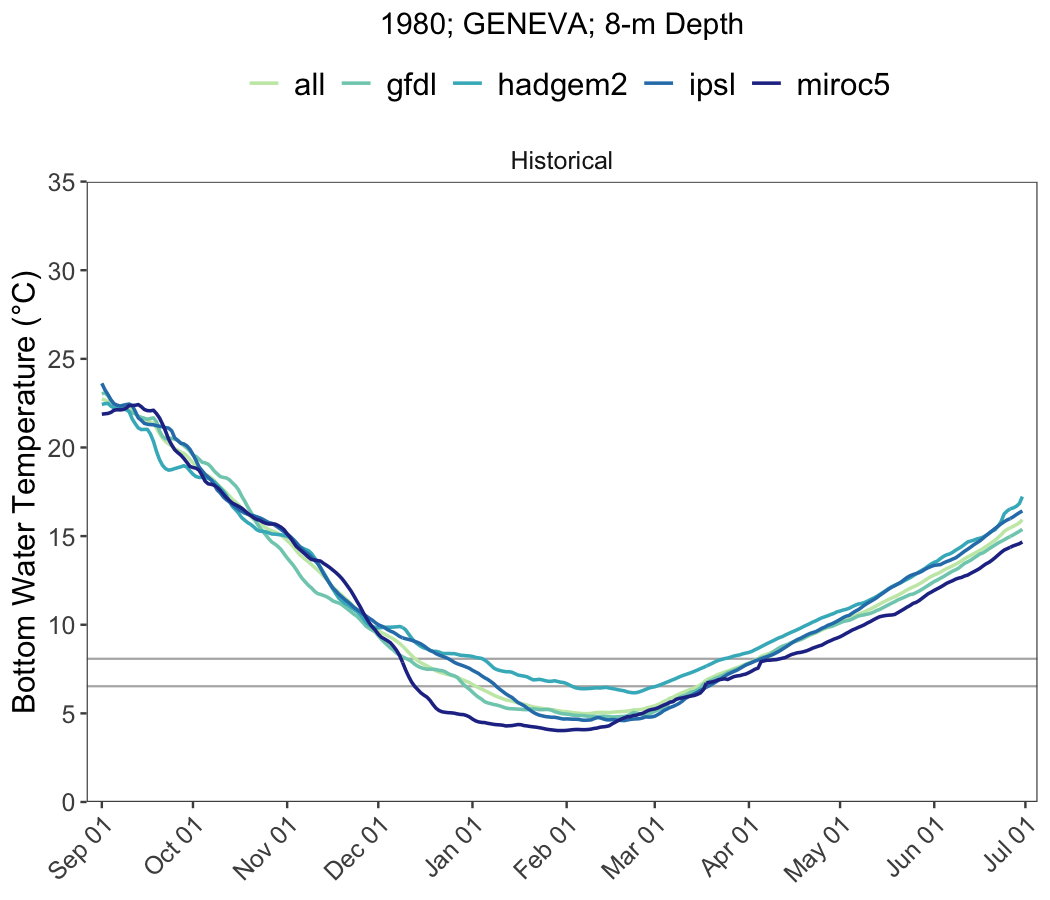 1980; GENEVA; 8-m Depth
all gfdl hadgem2 ipsl miroc5
Historical
Bottom Water Temperature (°C)
35
30
25
20
15
10
5
0
Sep 01 Oct 01 Nov 01 Dec 01 Jan 01 Feb 01 Mar 01 Apr 01 May 01 Jun 01 Jul 01